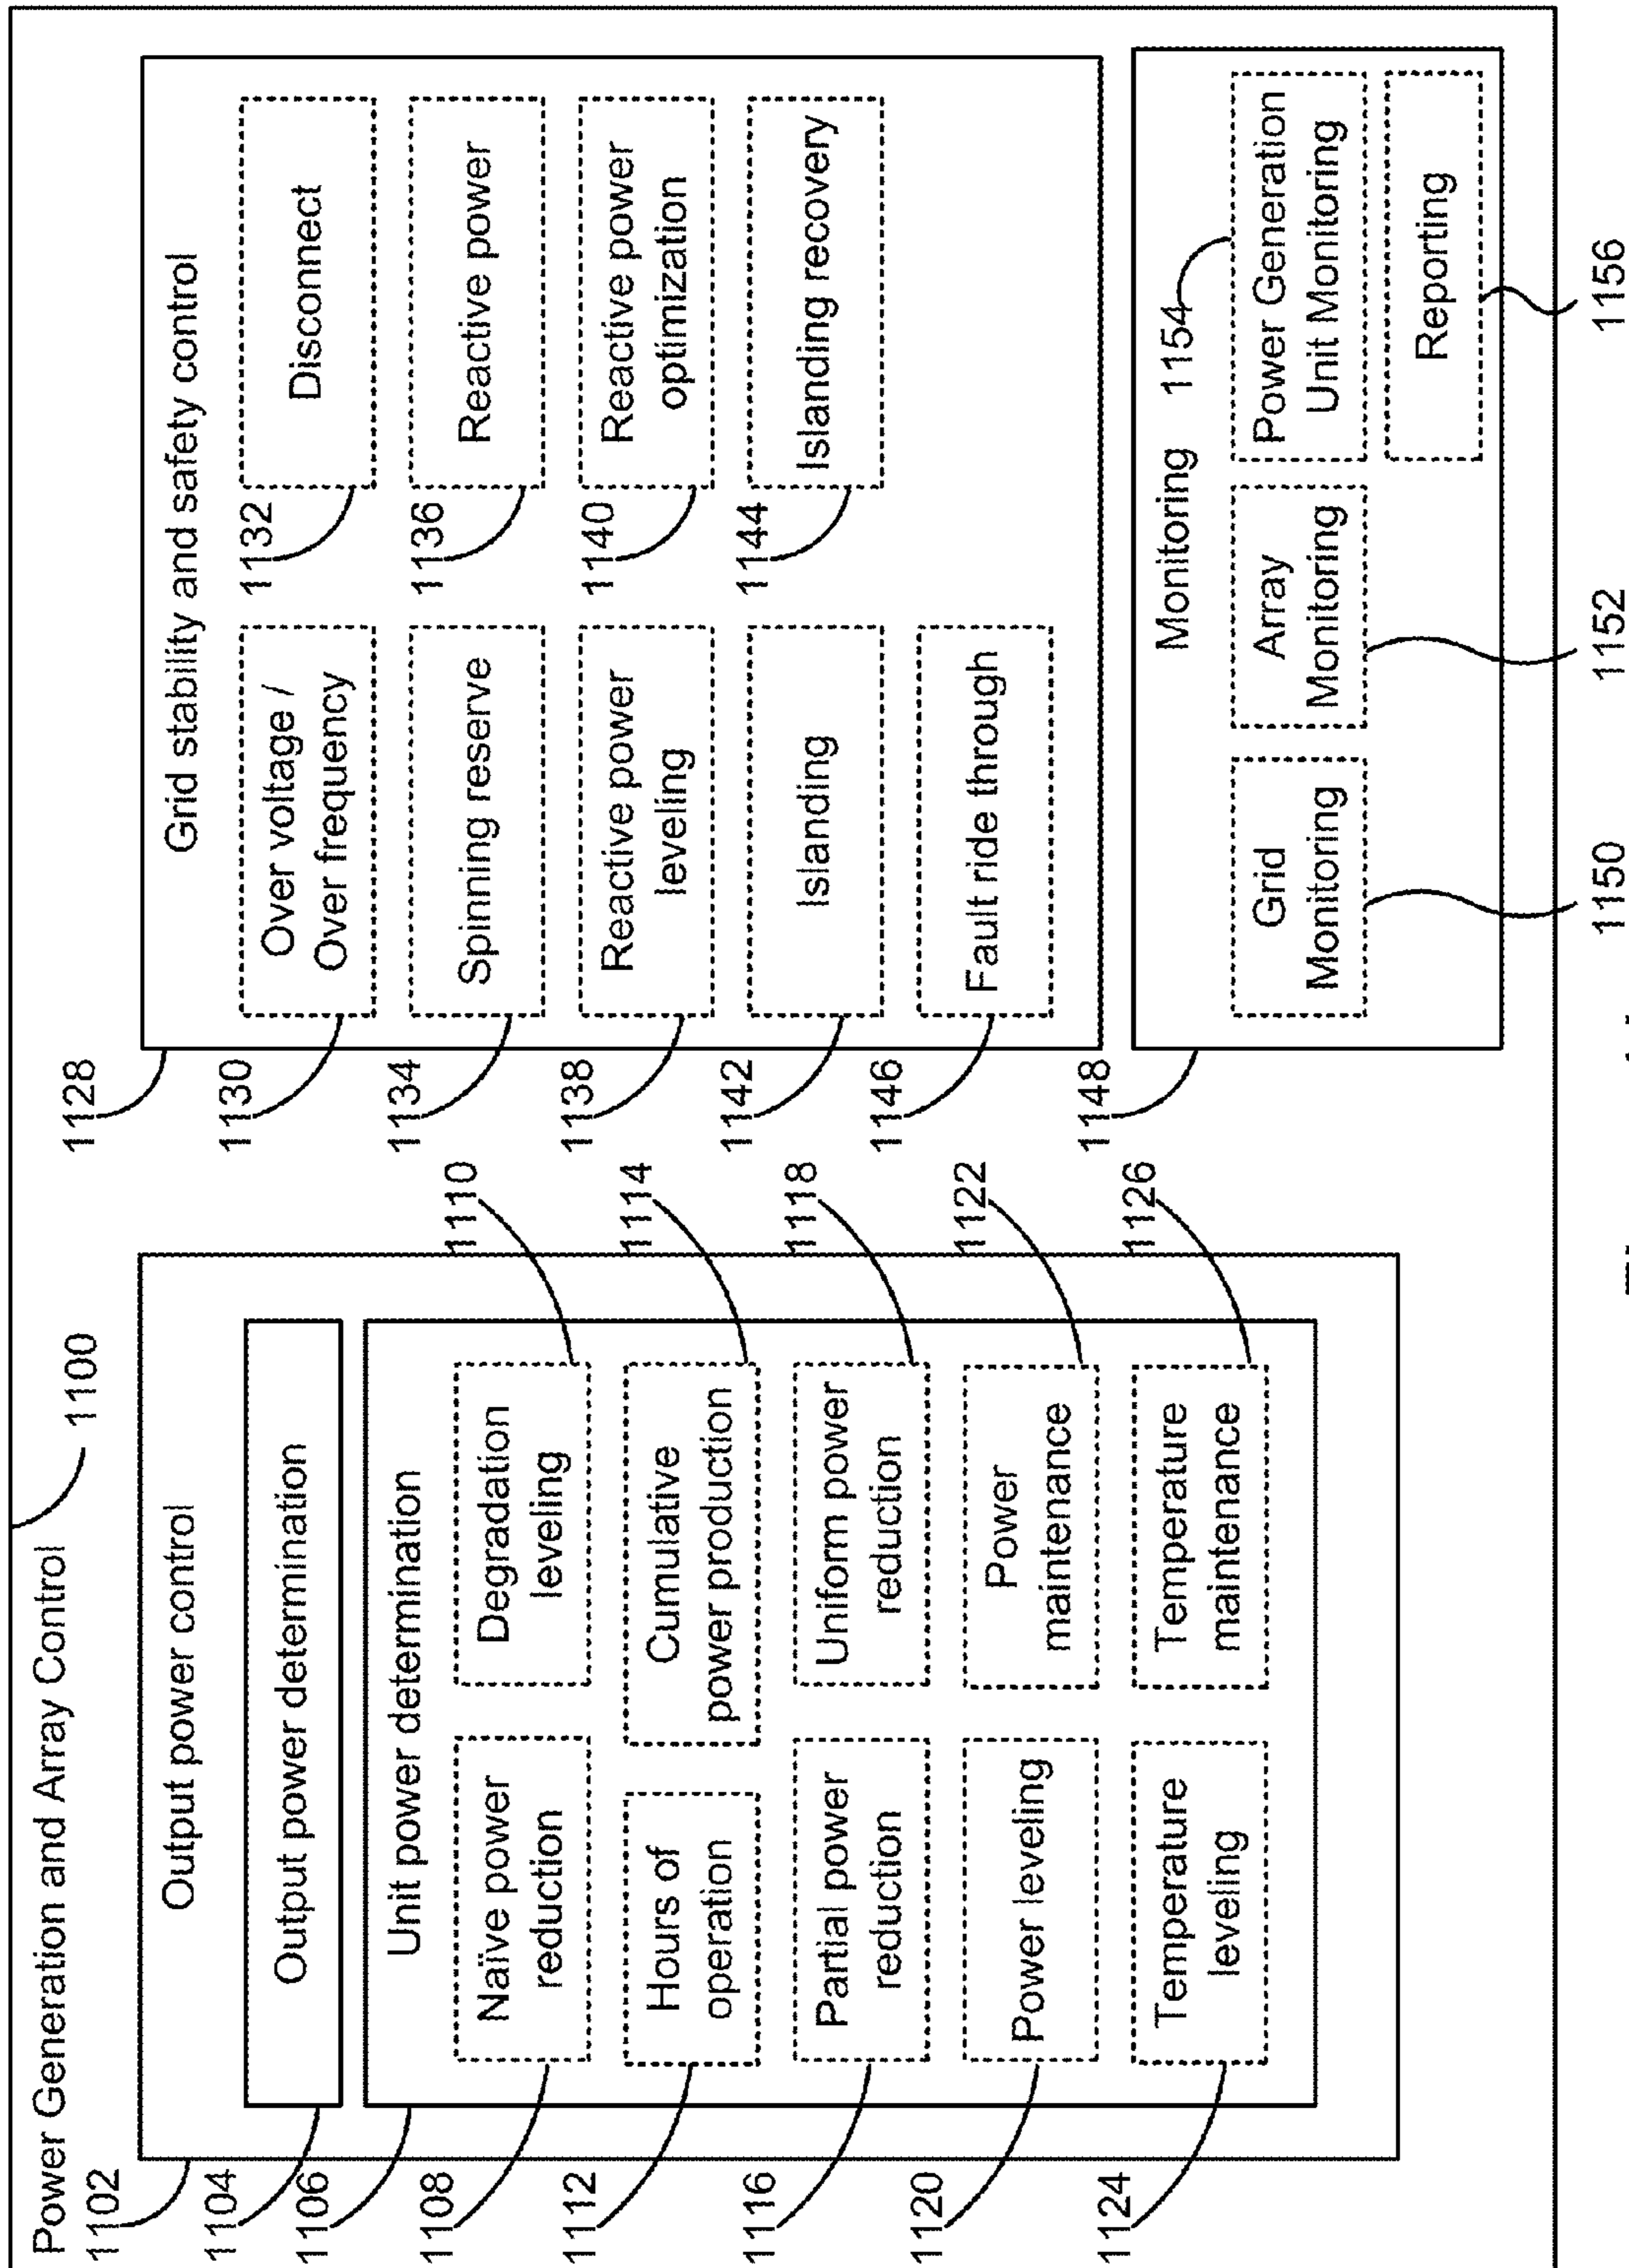 Power Generation and Array Control
1100
1102
Output power control
1104
Output power determination
1106
Unit power determination
1108
Naïve power
reduction
1110
Degradation
leveling
1112
Hours of
operation
1114
Cumulative
power production
1116
Partial power
reduction
1118
Uniform power
reduction
1120
Power leveling
1122
Power
maintenance
1124
Temperature
leveling
1126
Temperature
maintenance
1128
Grid stability and safety control
1130
Over voltage /
Over frequency
1132
Disconnect
1134
Spinning reserve
1136
Reactive power
1138
Reactive power
leveling
1140
Reactive power
optimization
1142
Islanding
1144
Islanding recovery
1146
Fault ride through
1148
Monitoring
1154
Grid
Monitoring
Array
Monitoring
Power Generation
Unit Monitoring
Reporting
1150
1152
1156